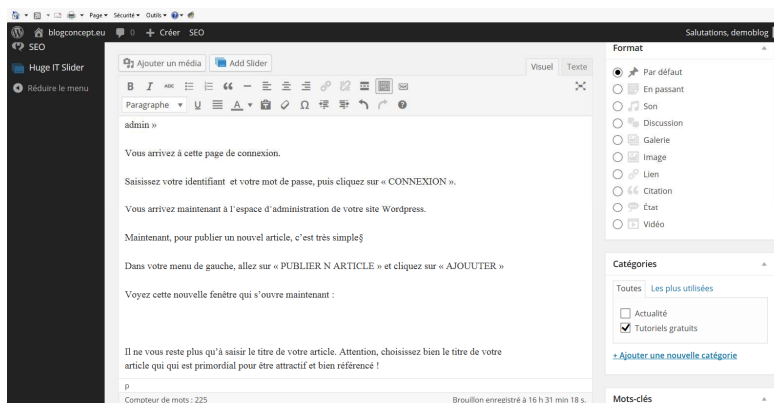 Page ▾ Sécurité ▾ Outils ▾
blogconcept.eu 0 + Créer SEO Salutations, demoblog
SEO
Huge IT Slider
Réduire le menu
Ajouter un média Add Slider
Visuel Texte
B I ABC
Paragraphe U A Ω
admin »
Vous arrivez à cette page de connexion.
Saisissez votre identifiant et votre mot de passe, puis cliquez sur « CONNEXION ».
Vous arrivez maintenant à l'espace d'administration de votre site Wordpress.
Maintenant, pour publier un nouvel article, c'est très simple§
Dans votre menu de gauche, allez sur « PUBLIER N ARTICLE » et cliquez sur « AJOUUTER »
Voyez cette nouvelle fenêtre qui s'ouvre maintenant :
Il ne vous reste plus qu'à saisir le titre de votre article. Attention, choisissez bien le titre de votre
article qui qui est primordial pour être attractif et bien référencé !
p
Compteur de mots : 225 Brouillon enregistré à 16 h 31 min 18 s.
Format
Par défaut
En passant
Son
Discussion
Galerie
Image
Lien
Citation
État
Vidéo
Catégories
Toutes Les plus utilisées
Actualité
Tutoriels gratuits
+ Ajouter une nouvelle catégorie
Mots-clés